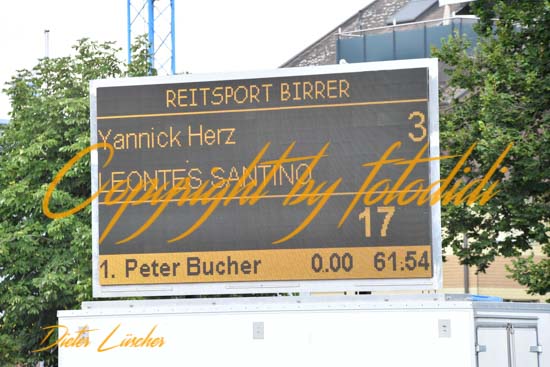 REITSPORT BIRRER
Yannick Herz 3
LEONTES SANTINO
Copyright by fotodidi
17
1. Peter Bucher 0.00 61:54
Dieter Lüscher